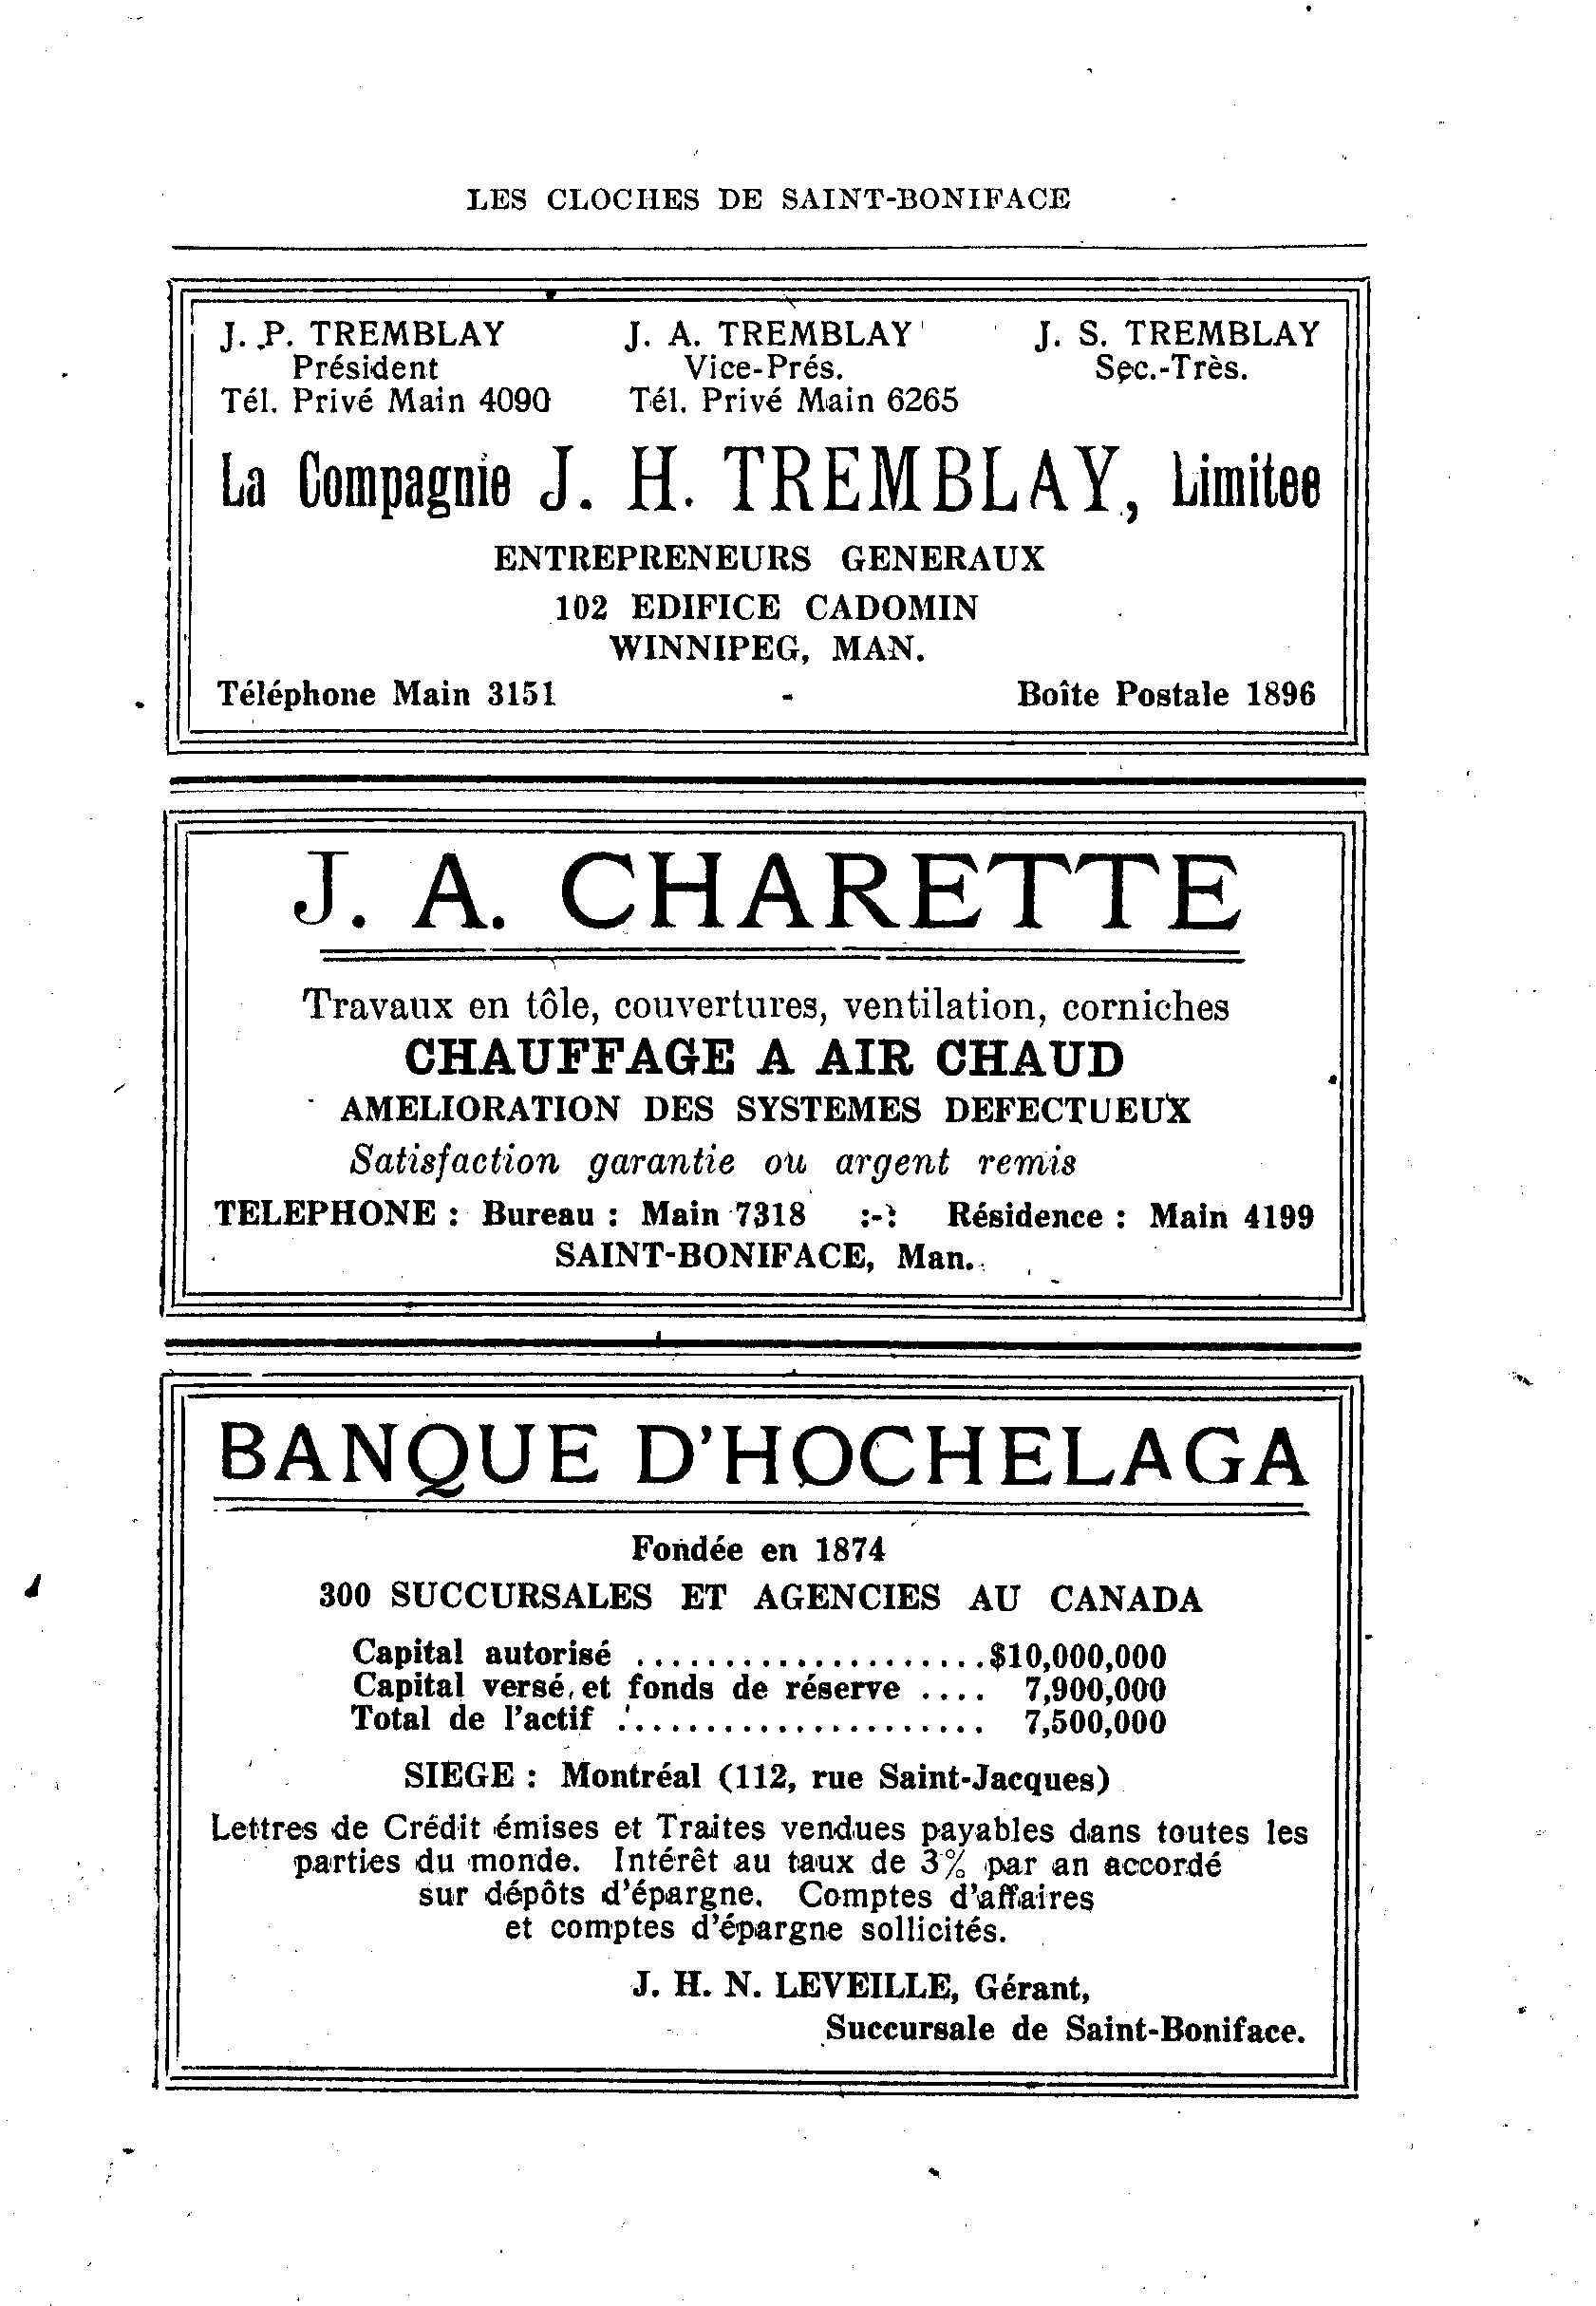 LES CLOCHES DE SAINT-BONIFACE
J. P. TREMBLAY J. A. TREMBLAY J. S. TREMBLAY
Président Vice-Prés. Sec.-Très.
Tél. Privé Main 4090 Tél. Privé Main 6265
La Compagnie J. H. TREMBLAY, Limitee
ENTREPRENEURS GENERAUX
102 EDIFICE CADOMIN
WINNIPEG, MAN.
Téléphone Main 3151 - Boîte Postale 1896
J. A. CHARETTE
Travaux en tôle, couvertures, ventilation, corniches
CHAUFFAGE A AIR CHAUD
AMELIORATION DES SYSTEMES DEFECTUEUX
Satisfaction garantie ou argent remis
TELEPHONE : Bureau : Main 7318 :-: Résidence : Main 4199
SAINT-BONIFACE, Man.
BANQUE D'HOCHELAGA
Fondée en 1874
300 SUCCURSALES ET AGENCIES AU CANADA
Capital autorisé ....................$10,000,000
Capital versé et fonds de réserve .... 7,900,000
Total de l'actif ..................... 7,500,000
SIEGE : Montréal (112, rue Saint-Jacques)
Lettres de Crédit émises et Traites vendues payables dans toutes les
parties du monde. Intérêt au taux de 3% par an accordé
sur dépôts d'épargne. Comptes d'affaires
et comptes d'épargne sollicités.
J. H. N. LEVEILLE, Gérant,
Succursale de Saint-Boniface.